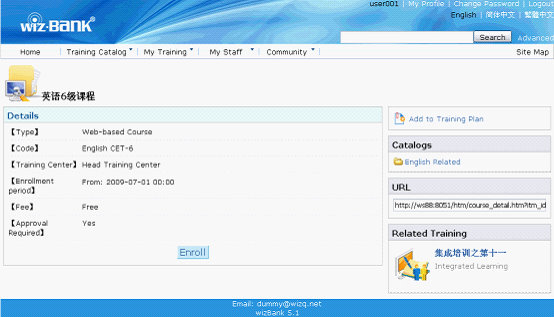 user001 | My Profile | Change Password | Logout
English | 简体中文 | 繁體中文
wiz-Bank
Search Advanced
Home Training Catalog My Training My Staff Community Site Map
英语6级课程
Details
【Type】 Web-based Course
【Code】 English CET-6
【Training Center】 Head Training Center
【Enrollment period】 From: 2009-07-01 00:00
【Fee】 Free
【Approval Required】 Yes
Enroll
Add to Training Plan
Catalogs
English Related
URL
http://ws88:8051/htm/course_detail.htm?itm_id
Related Training
集成培训之第十一
Integrated Learning
Email: dummy@wizq.net
wizBank 5.1